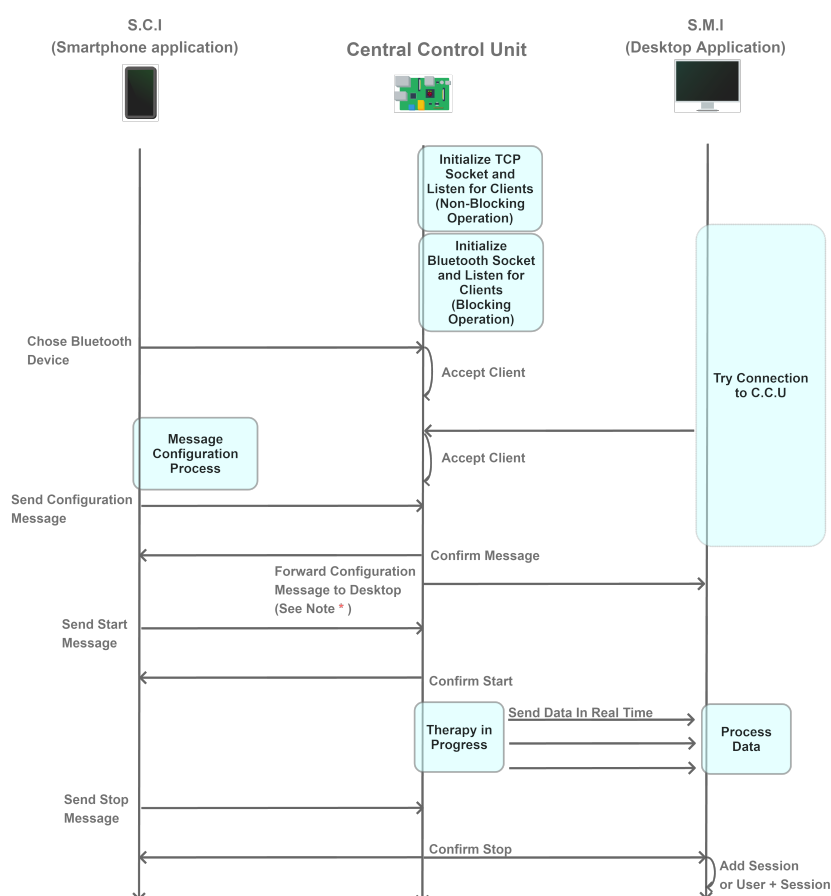 S.C.I
(Smartphone application)
Central Control Unit
S.M.I
(Desktop Application)
Initialize TCP
Socket and
Listen for Clients
(Non-Blocking
Operation)
Initialize
Bluetooth Socket
and Listen for
Clients
(Blocking
Operation)
Chose Bluetooth
Device
Accept Client
Try Connection
to C.C.U
Message
Configuration
Process
Accept Client
Send Configuration
Message
Confirm Message
Forward Configuration
Message to Desktop
(See Note * )
Send Start
Message
Confirm Start
Therapy in
Progress
Send Data In Real Time
Process
Data
Send Stop
Message
Confirm Stop
Add Session
or User + Session